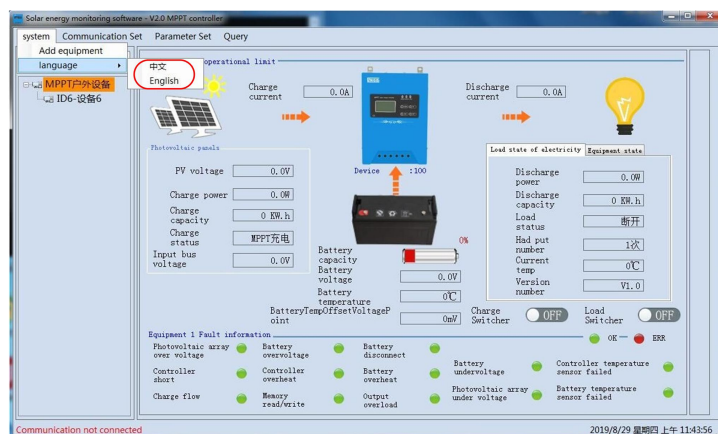 Solar energy monitoring software - V2.0 MPPT controller
system Communication Set Parameter Set Query
Add equipment
language
中文
English
operational limit
MPPT户外设备
ID6-设备6
Charge
current
0.0A
Discharge
current
0.0A
Photovoltaic panels
PV voltage 0.0V
Charge power 0.0W
Charge
capacity
0 KW.h
Charge
status
MPPT充电
Input bus
voltage
0.0V
Device :100
Battery
capacity
0%
Battery
voltage
0.0V
Battery
temperature
0℃
BatteryTempOffsetVoltageP
oint
0mV
Load state of electricity Equipment state
Discharge
power
0.0W
Discharge
capacity
0 KW.h
Load
status
断开
Had put
number
1次
Current
temp
0℃
Version
number
V1.0
Charge
Switcher
OFF
Load
Switcher
OFF
Equipment 1 Fault information
OK ERR
Photovoltaic array
over voltage
Battery
overvoltage
Battery
disconnect
Battery
undervoltage
Controller temperature
sensor failed
Controller
short
Controller
overheat
Battery
overheat
Photovoltaic array
under voltage
Battery temperature
sensor failed
Charge flow
Memory
read/write
Output
overload
Communication not connected
2019/8/29 星期四 上午 11:43:56